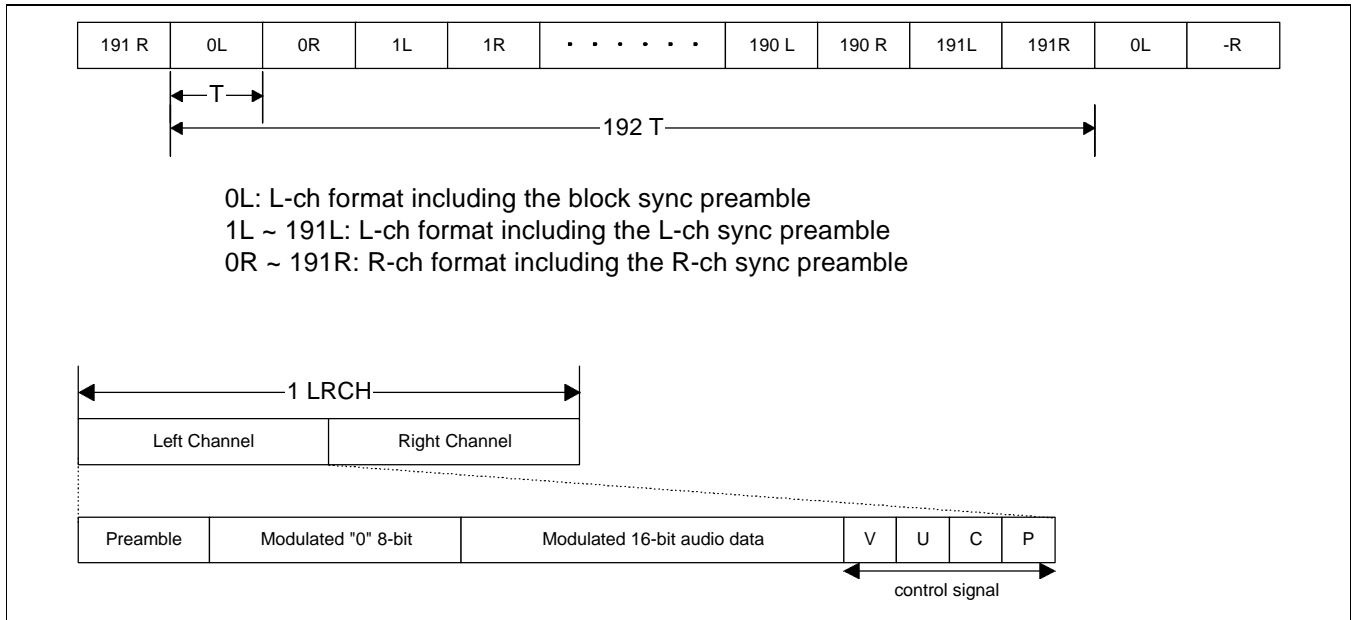 191 R 0L 0R 1L 1R · · · · · · 190 L 190 R 191L 191R 0L -R
T
192 T
0L: L-ch format including the block sync preamble
1L ~ 191L: L-ch format including the L-ch sync preamble
0R ~ 191R: R-ch format including the R-ch sync preamble
1 LRCH
Left Channel Right Channel
Preamble Modulated "0" 8-bit Modulated 16-bit audio data V U C P
control signal